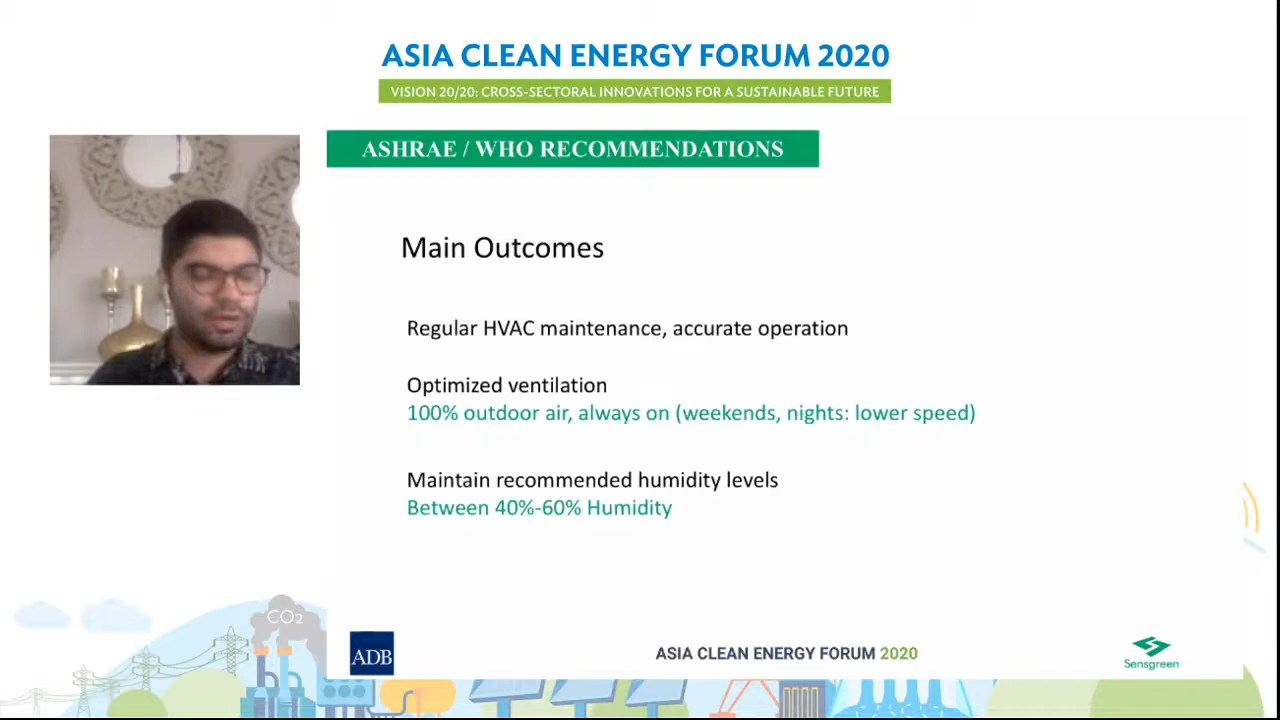 ASIA CLEAN ENERGY FORUM 2020
VISION 20/20: CROSS-SECTORAL INNOVATIONS FOR A SUSTAINABLE FUTURE
ASHRAE / WHO RECOMMENDATIONS
Main Outcomes
Regular HVAC maintenance, accurate operation
Optimized ventilation
100% outdoor air, always on (weekends, nights: lower speed)
Maintain recommended humidity levels
Between 40%-60% Humidity
CO2
ADB
ASIA CLEAN ENERGY FORUM 2020
Sensgreen